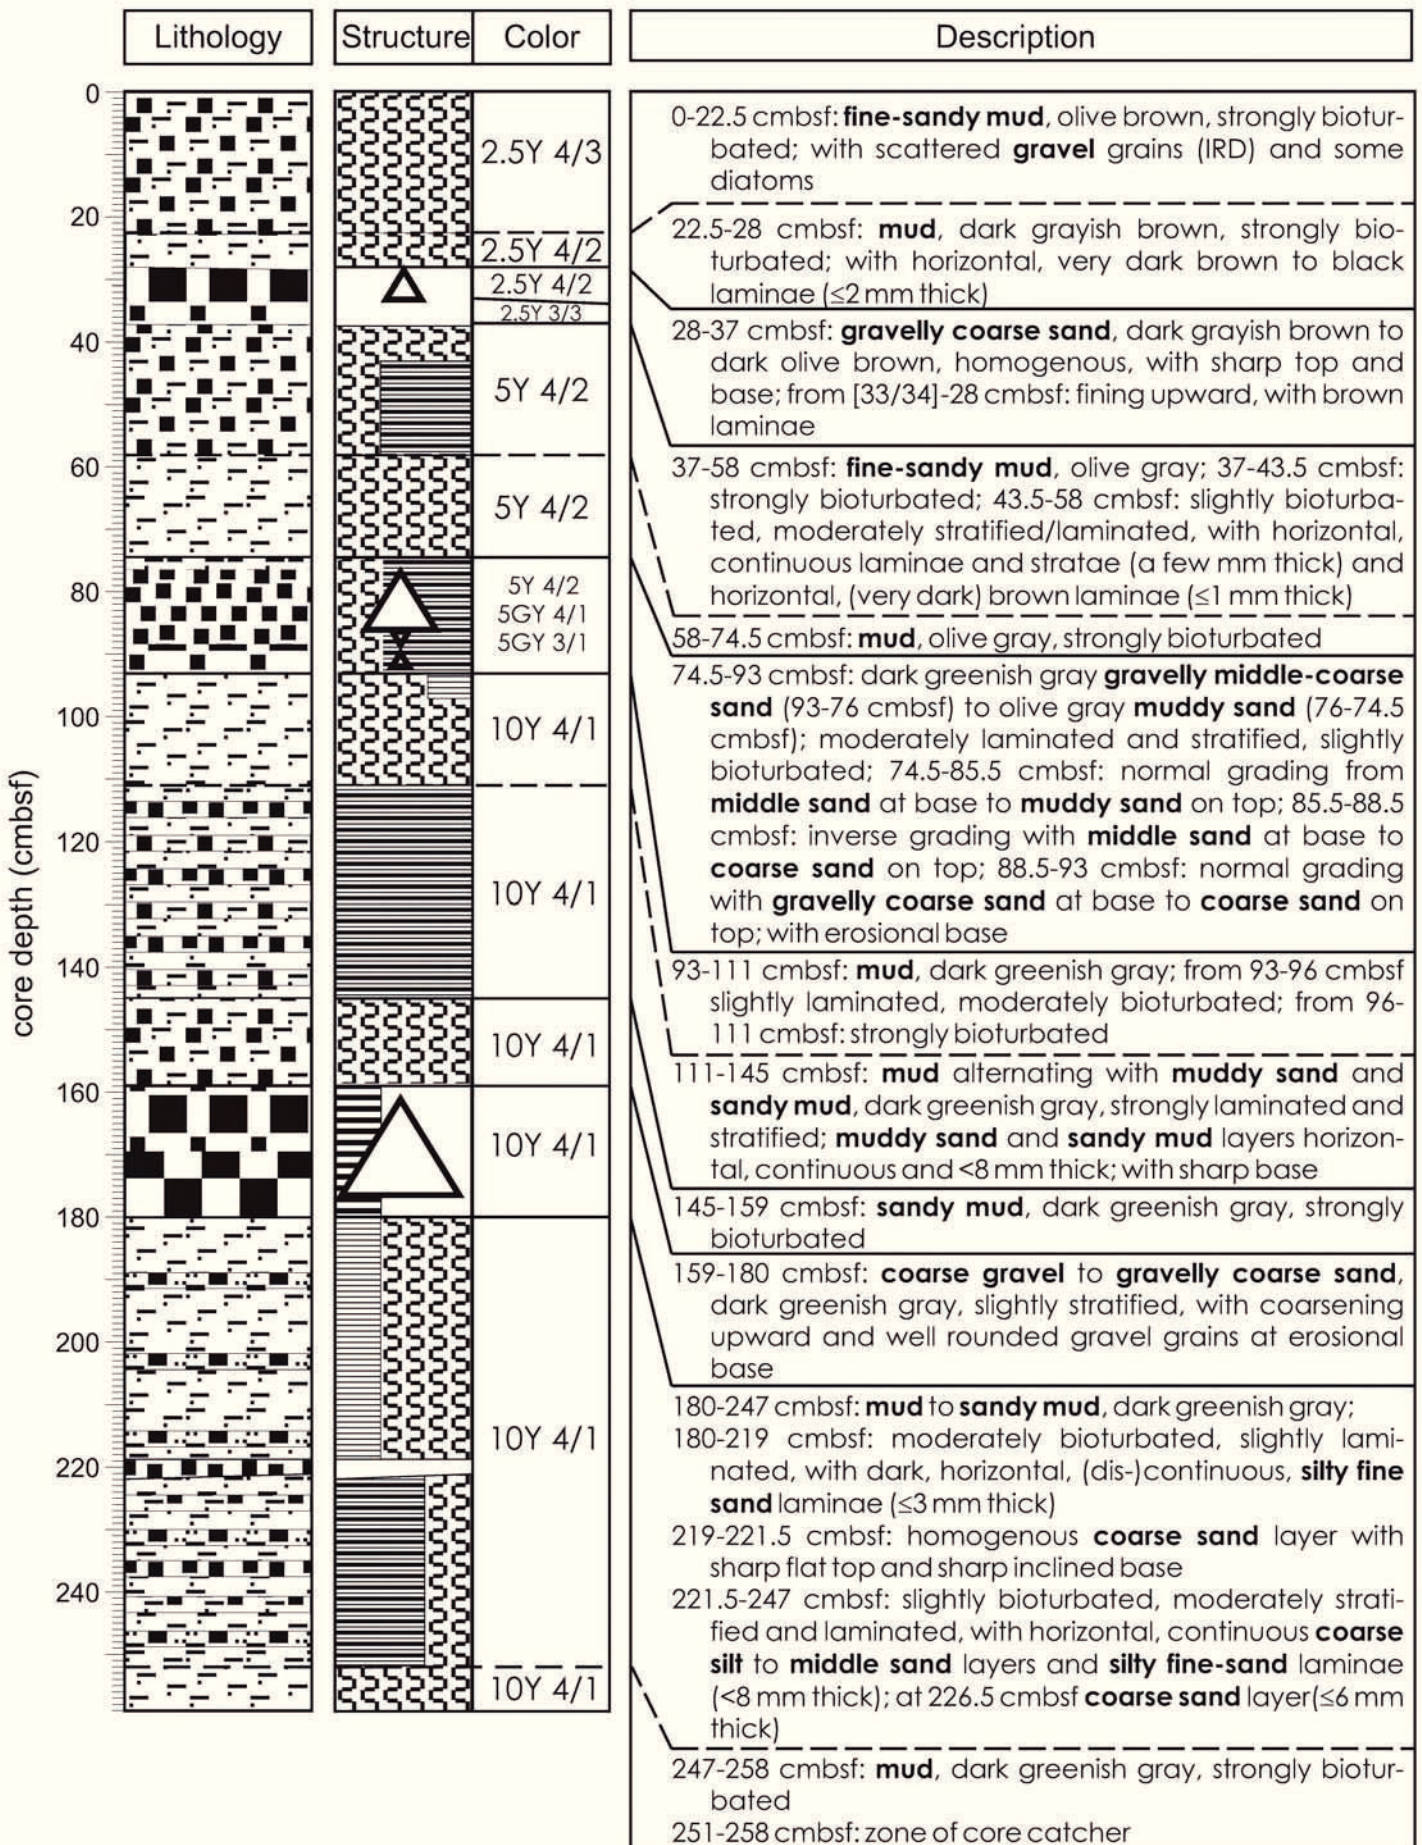 Lithology
Structure
Color
Description
core depth (cmbsf)
0
20
40
60
80
100
120
140
160
180
200
220
240
2.5Y 4/3
2.5Y 4/2
2.5Y 4/2
2.5Y 3/3
5Y 4/2
5Y 4/2
5Y 4/2
5GY 4/1
5GY 3/1
10Y 4/1
10Y 4/1
10Y 4/1
10Y 4/1
10Y 4/1
10Y 4/1
0-22.5 cmbsf: fine-sandy mud, olive brown, strongly biotur-
bated; with scattered gravel grains (IRD) and some
diatoms
22.5-28 cmbsf: mud, dark grayish brown, strongly bio-
turbated; with horizontal, very dark brown to black
laminae (≤2 mm thick)
28-37 cmbsf: gravelly coarse sand, dark grayish brown to
dark olive brown, homogenous, with sharp top and
base; from [33/34]-28 cmbsf: fining upward, with brown
laminae
37-58 cmbsf: fine-sandy mud, olive gray; 37-43.5 cmbsf:
strongly bioturbated; 43.5-58 cmbsf: slightly bioturba-
ted, moderately stratified/laminated, with horizontal,
continuous laminae and stratae (a few mm thick) and
horizontal, (very dark) brown laminae (≤1 mm thick)
58-74.5 cmbsf: mud, olive gray, strongly bioturbated
74.5-93 cmbsf: dark greenish gray gravelly middle-coarse
sand (93-76 cmbsf) to olive gray muddy sand (76-74.5
cmbsf); moderately laminated and stratified, slightly
bioturbated; 74.5-85.5 cmbsf: normal grading from
middle sand at base to muddy sand on top; 85.5-88.5
cmbsf: inverse grading with middle sand at base to
coarse sand on top; 88.5-93 cmbsf: normal grading
with gravelly coarse sand at base to coarse sand on
top; with erosional base
93-111 cmbsf: mud, dark greenish gray; from 93-96 cmbsf
slightly laminated, moderately bioturbated; from 96-
111 cmbsf: strongly bioturbated
111-145 cmbsf: mud alternating with muddy sand and
sandy mud, dark greenish gray, strongly laminated and
stratified; muddy sand and sandy mud layers horizon-
tal, continuous and <8 mm thick; with sharp base
145-159 cmbsf: sandy mud, dark greenish gray, strongly
bioturbated
159-180 cmbsf: coarse gravel to gravelly coarse sand,
dark greenish gray, slightly stratified, with coarsening
upward and well rounded gravel grains at erosional
base
180-247 cmbsf: mud to sandy mud, dark greenish gray;
180-219 cmbsf: moderately bioturbated, slightly lami-
nated, with dark, horizontal, (dis-)continuous, silty fine
sand laminae (≤3 mm thick)
219-221.5 cmbsf: homogenous coarse sand layer with
sharp flat top and sharp inclined base
221.5-247 cmbsf: slightly bioturbated, moderately strati-
fied and laminated, with horizontal, continuous coarse
silt to middle sand layers and silty fine-sand laminae
(<8 mm thick); at 226.5 cmbsf coarse sand layer(≤6 mm
thick)
247-258 cmbsf: mud, dark greenish gray, strongly biotur-
bated
251-258 cmbsf: zone of core catcher